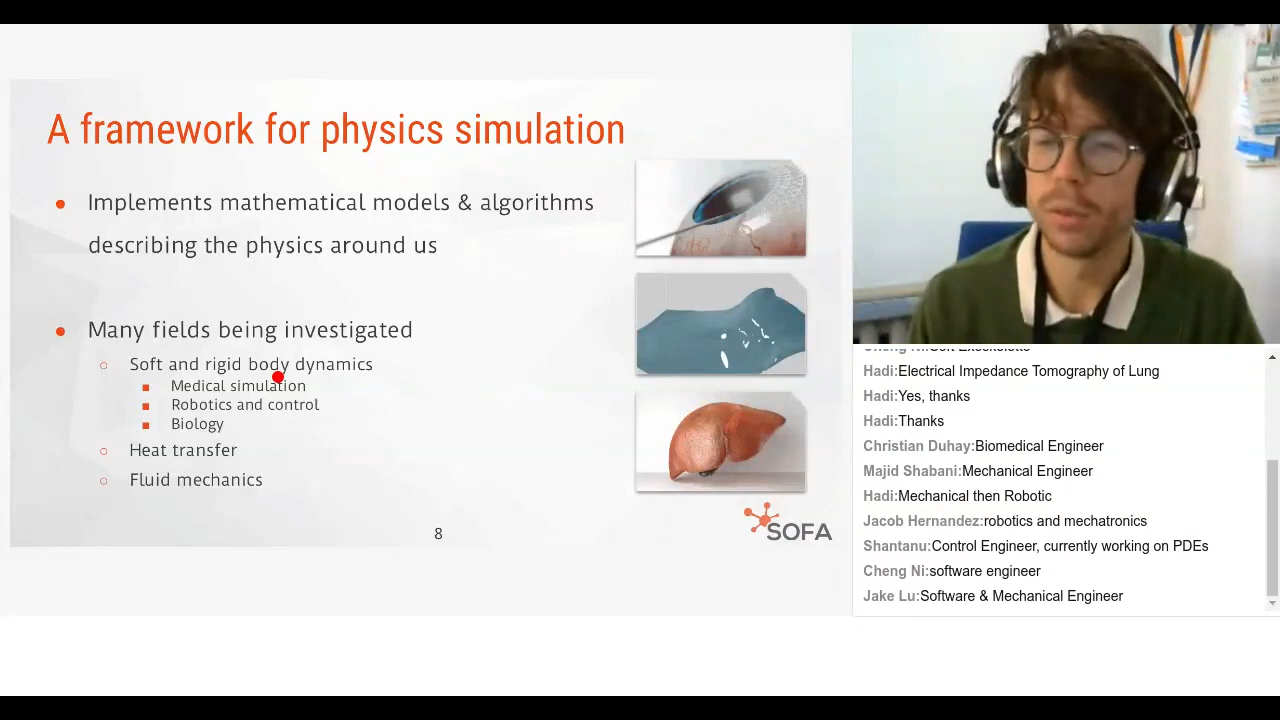 A framework for physics simulation
Implements mathematical models & algorithms
describing the physics around us
Many fields being investigated
Soft and rigid body dynamics
Medical simulation
Robotics and control
Biology
Heat transfer
Fluid mechanics
8
SOFA
Hadi:Electrical Impedance Tomography of Lung
Hadi:Yes, thanks
Hadi:Thanks
Christian Duhay:Biomedical Engineer
Majid Shabani:Mechanical Engineer
Hadi:Mechanical then Robotic
Jacob Hernandez:robotics and mechatronics
Shantanu:Control Engineer, currently working on PDEs
Cheng Ni:software engineer
Jake Lu:Software & Mechanical Engineer